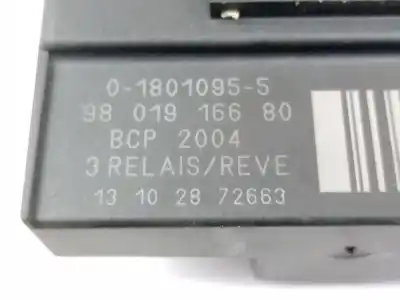 0-1801095-5
98 019 166 80
BCP 2004
3 RELAIS/REVE
13 10 28 72663